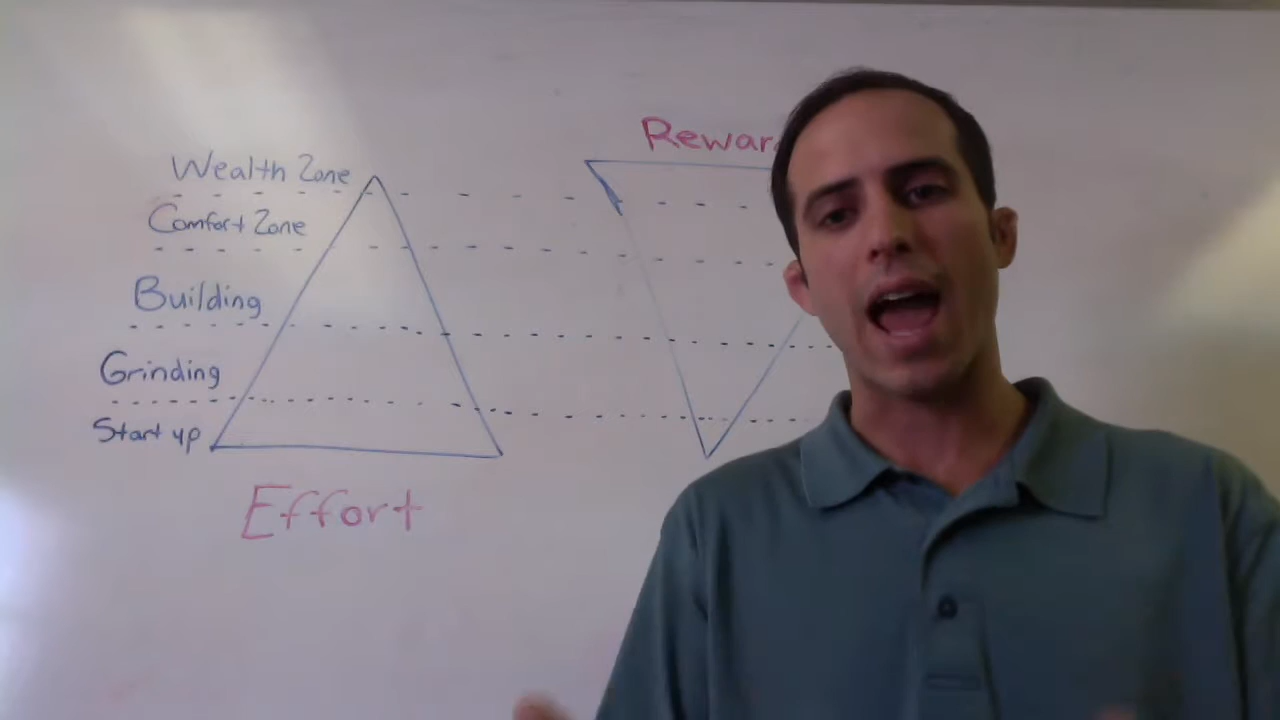 Reward
Wealth Zone
Comfort Zone
Building
Grinding
Start up
Effort